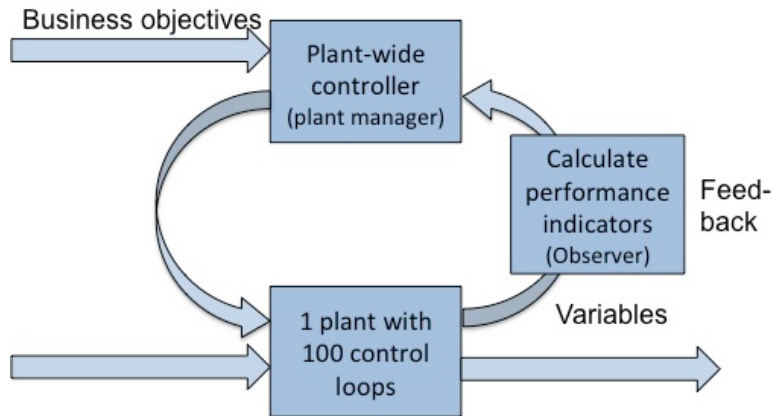 Business objectives
Plant-wide
controller
(plant manager)
Calculate
performance
indicators
(Observer)
Feed-
back
1 plant with
100 control
loops
Variables